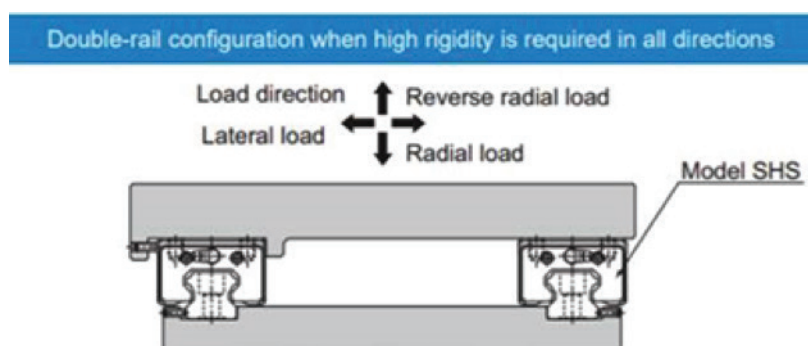 Double-rail configuration when high rigidity is required in all directions
Load direction
Reverse radial load
Lateral load
Radial load
Model SHS